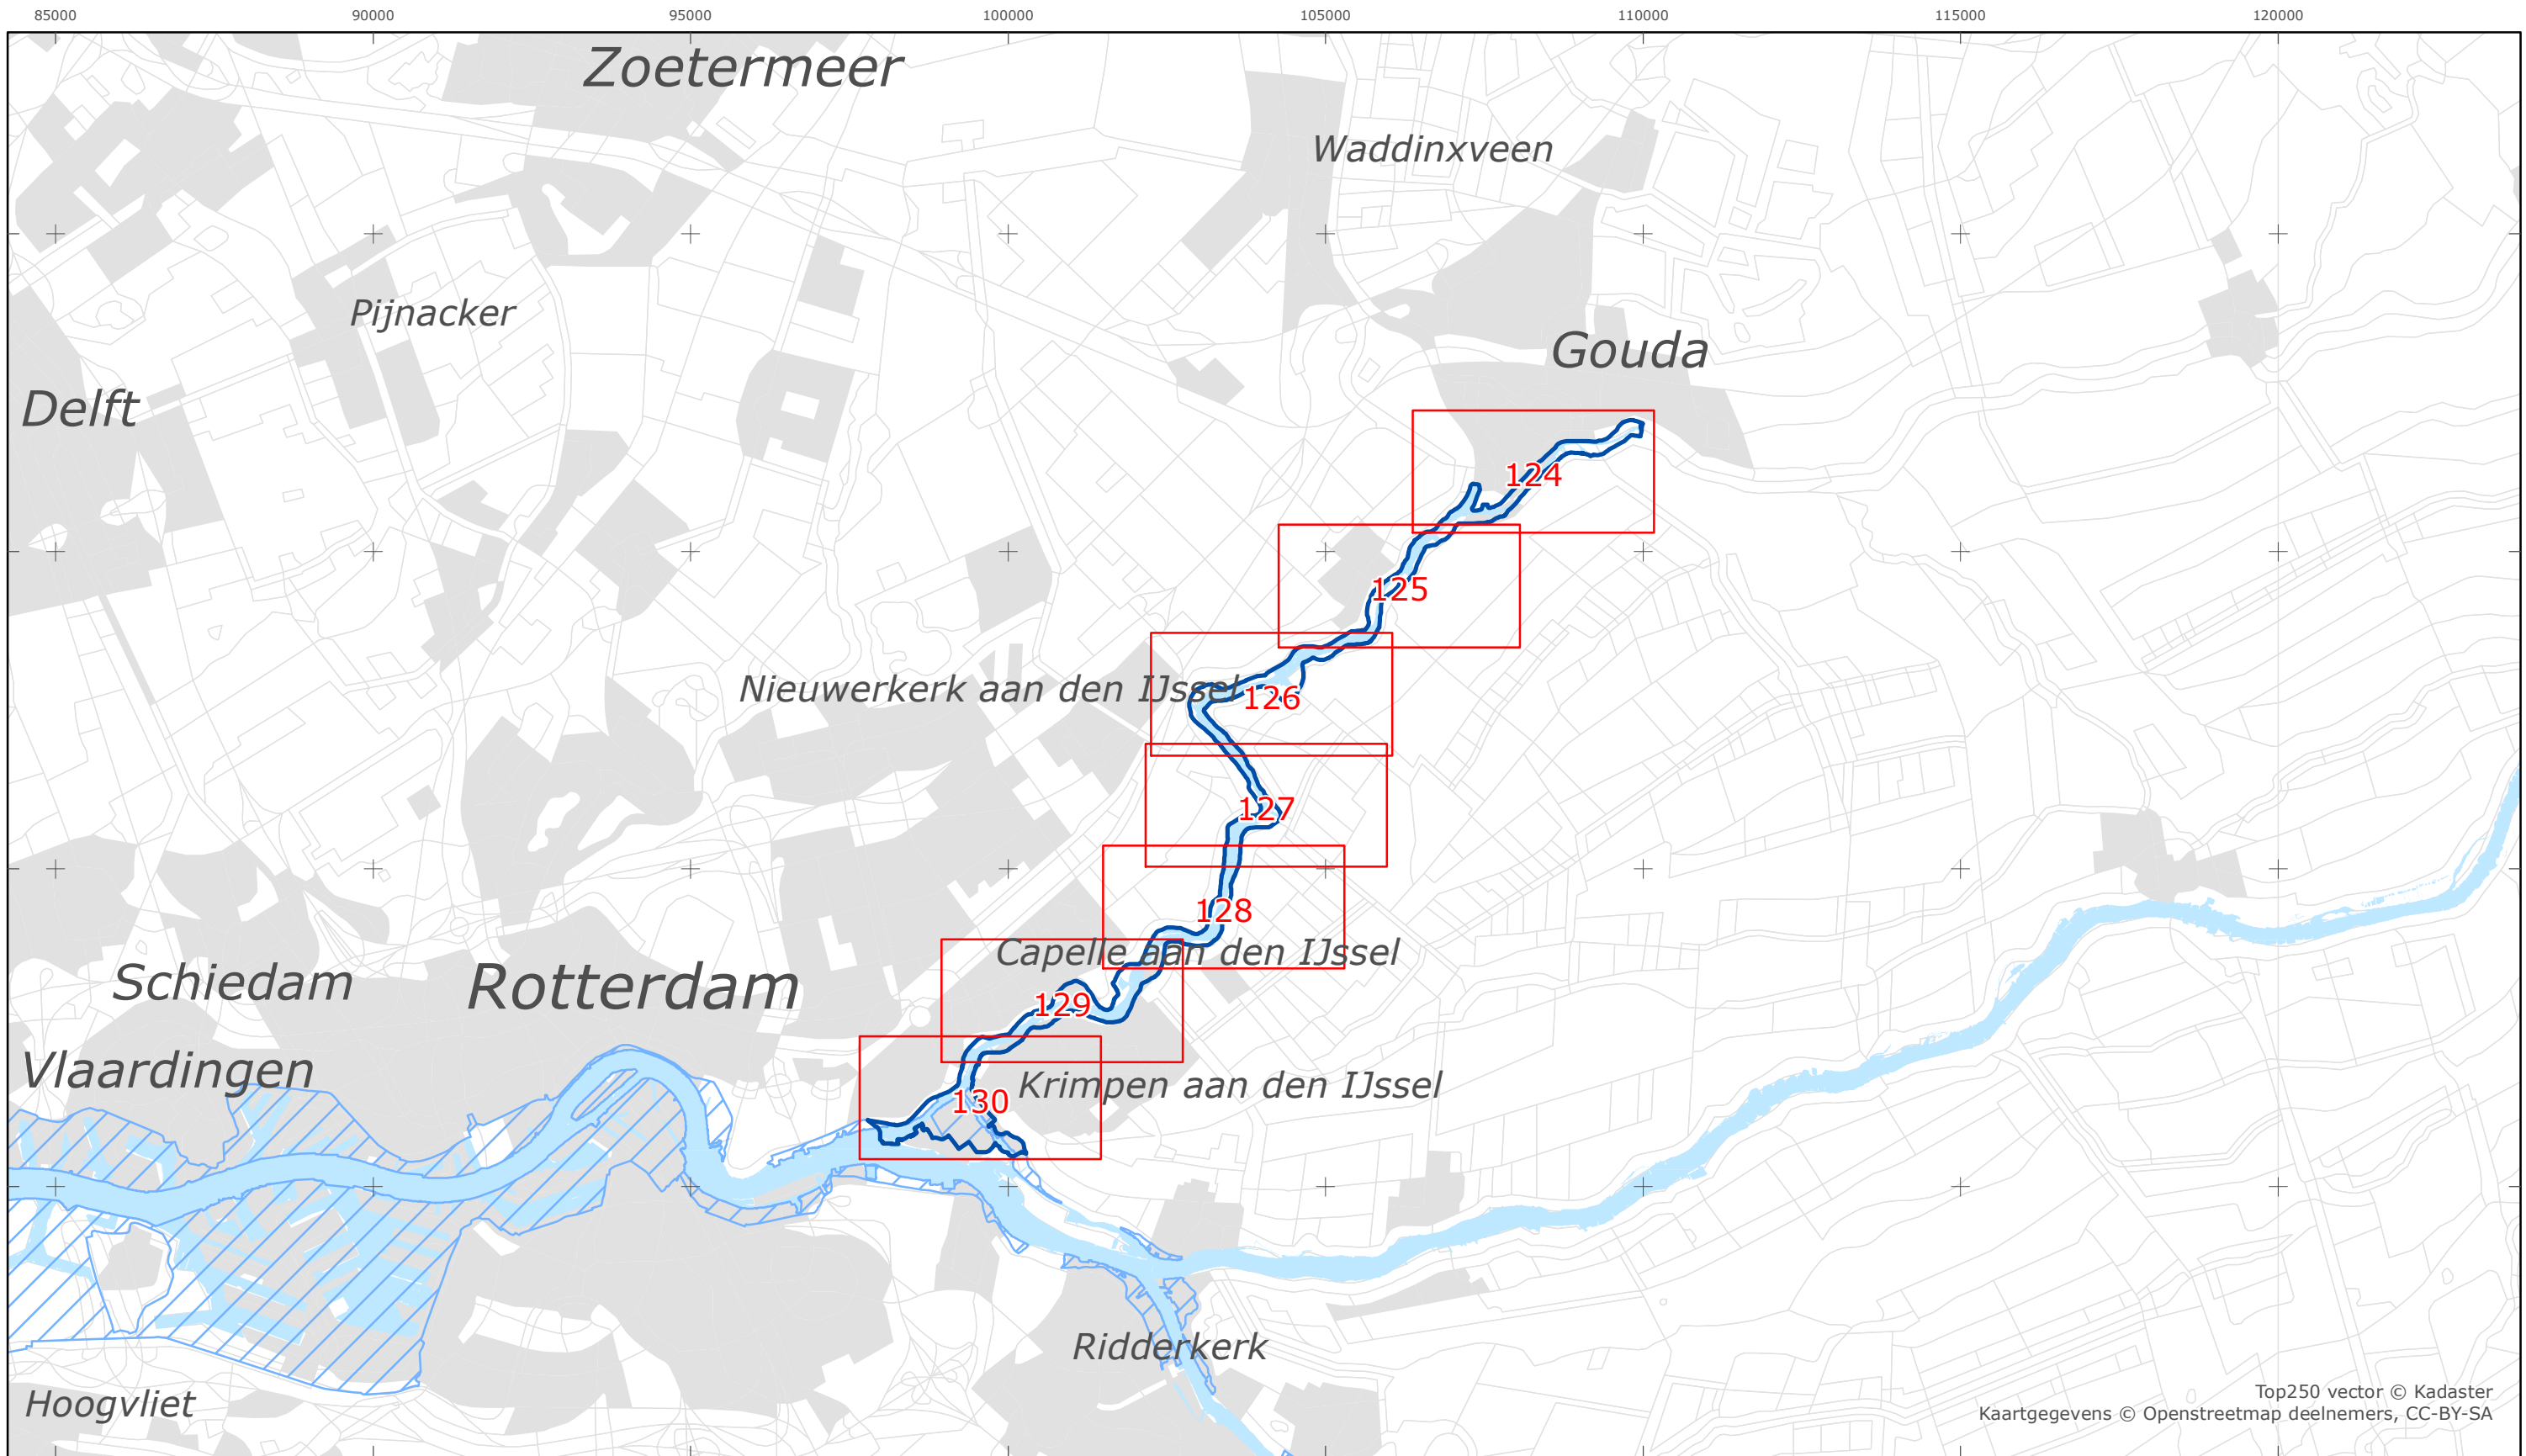 85000 90000 95000 100000 105000 110000 115000 120000
Zoetermeer
Waddinxveen
Pijnacker
Gouda
Delft
124
125
Nieuwerkerk aan den IJssel
126
127
128
Capelle aan den IJssel
Schiedam
Rotterdam
129
Vlaardingen
Krimpen aan den IJssel
130
Ridderkerk
Hoogvliet
Top250 vector © Kadaster
Kaartgegevens © Openstreetmap deelnemers, CC-BY-SA